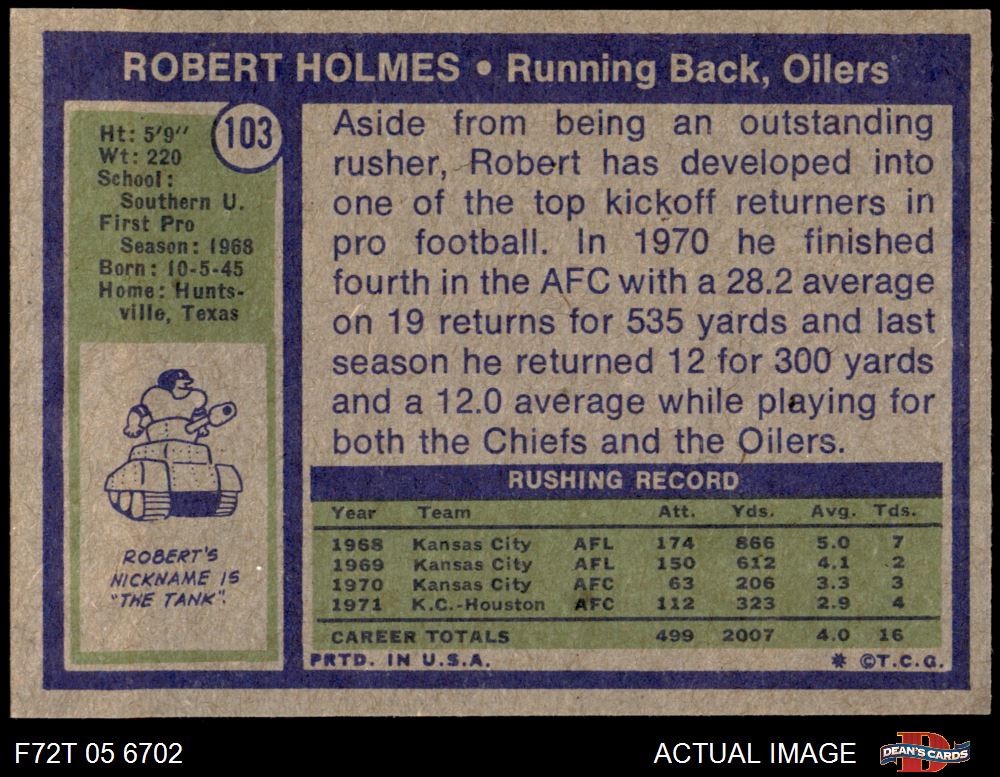 ROBERT HOLMES • Running Back, Oilers
103
Ht: 5'9"
Wt: 220
School:
Southern U.
First Pro
Season: 1968
Born: 10-5-45
Home: Hunts-
ville, Texas
ROBERT'S
NICKNAME IS
"THE TANK".
Aside from being an outstanding
rusher, Robert has developed into
one of the top kickoff returners in
pro football. In 1970 he finished
fourth in the AFC with a 28.2 average
on 19 returns for 535 yards and last
season he returned 12 for 300 yards
and a 12.0 average while playing for
both the Chiefs and the Oilers.
RUSHING RECORD
Year Team Att. Yds. Avg. Tds.
1968 Kansas City AFL 174 866 5.0 7
1969 Kansas City AFL 150 612 4.1 2
1970 Kansas City AFC 63 206 3.3 3
1971 K.C.-Houston AFC 112 323 2.9 4
CAREER TOTALS 499 2007 4.0 16
PRTD. IN U.S.A. * ©T.C.G.
F72T 05 6702 ACTUAL IMAGE DEAN'S CARDS